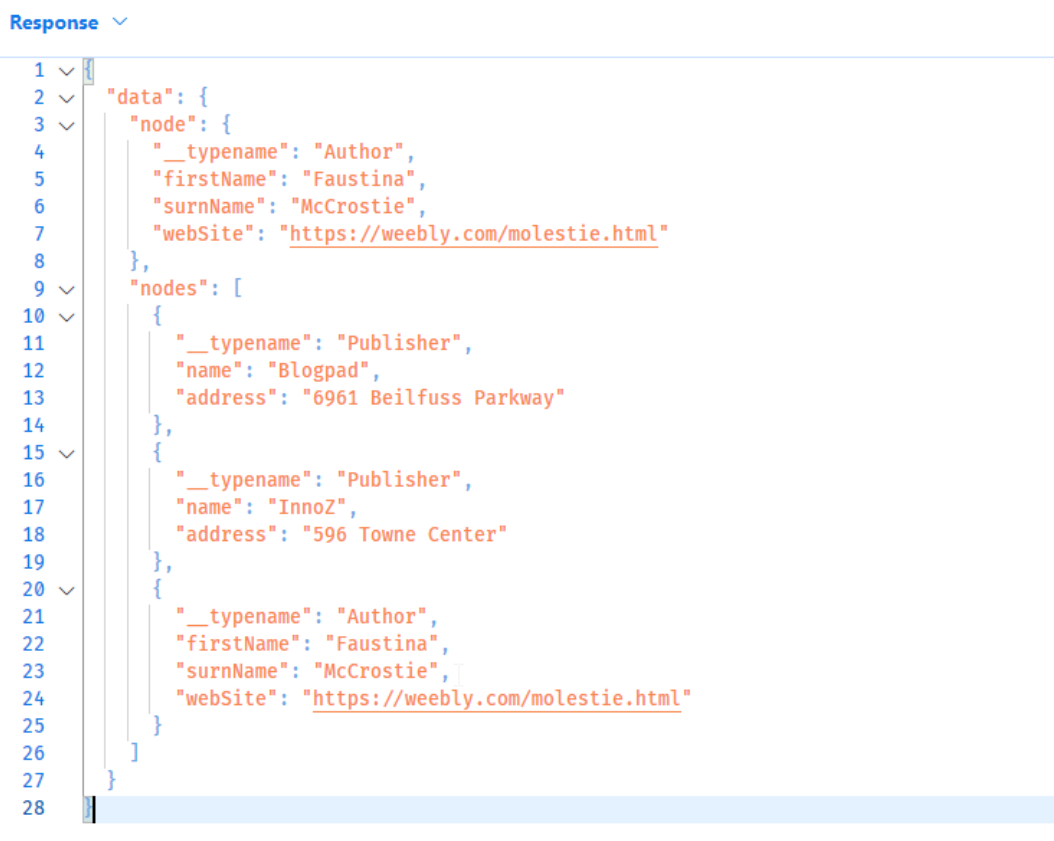 Response
1 {
2 "data": {
3 "node": {
4 "__typename": "Author",
5 "firstName": "Faustina",
6 "surnName": "McCrostie",
7 "webSite": "https://weebly.com/molestie.html"
8 },
9 "nodes": [
10 {
11 "__typename": "Publisher",
12 "name": "Blogpad",
13 "address": "6961 Beilfuss Parkway"
14 },
15 {
16 "__typename": "Publisher",
17 "name": "InnoZ",
18 "address": "596 Towne Center"
19 },
20 {
21 "__typename": "Author",
22 "firstName": "Faustina",
23 "surnName": "McCrostie",
24 "webSite": "https://weebly.com/molestie.html"
25 }
26 ]
27 }
28 }